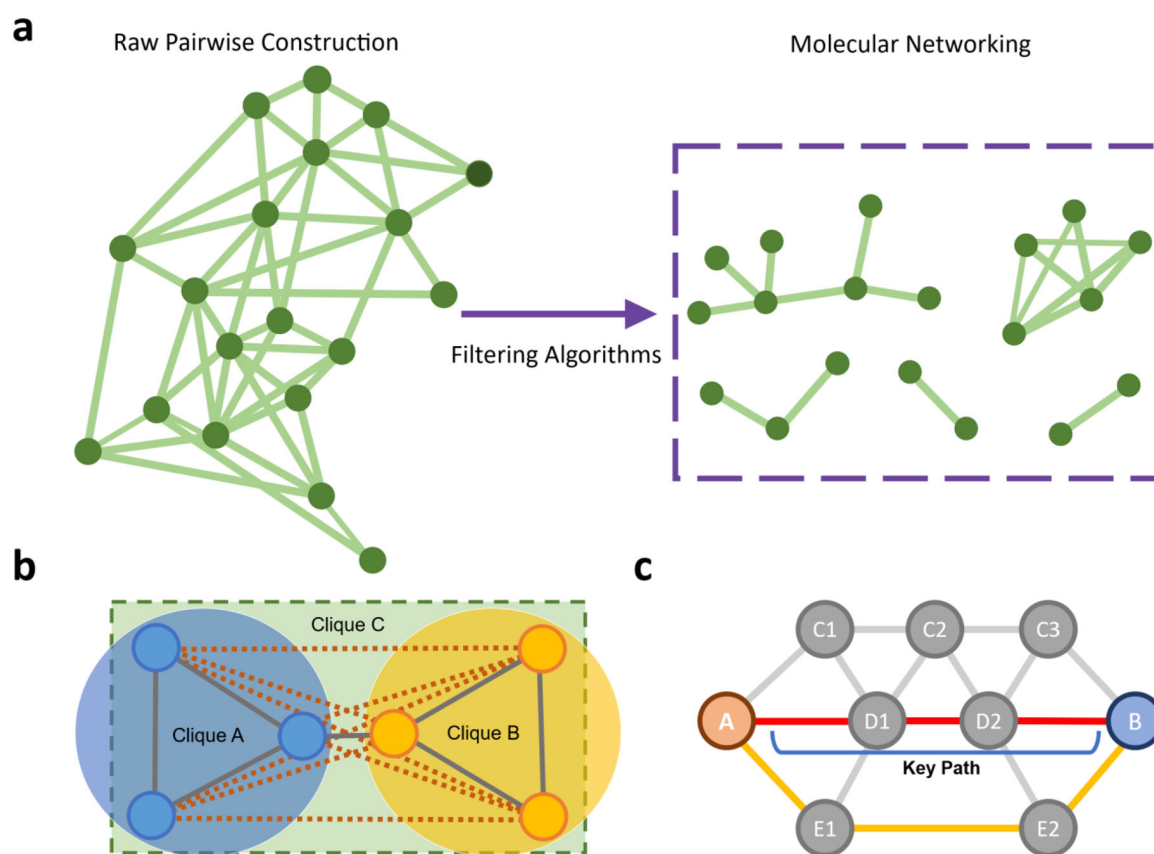 a
Raw Pairwise Construction
Molecular Networking
Filtering Algorithms
b
Clique C
Clique A
Clique B
c
C1
C2
C3
A
D1
D2
B
Key Path
E1
E2